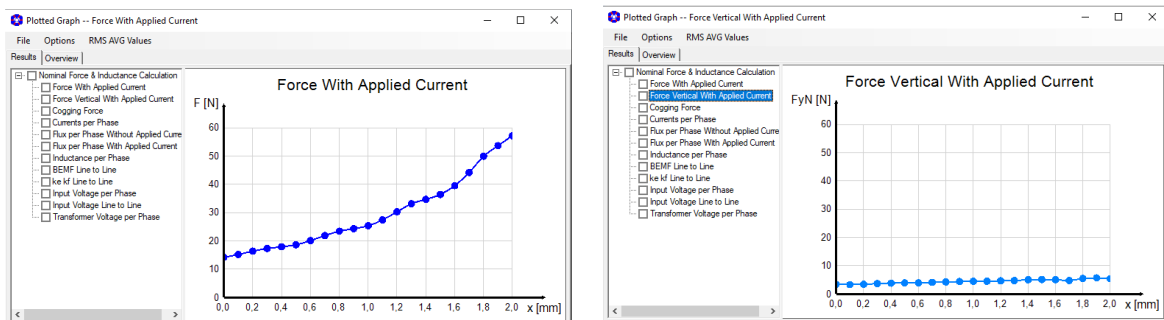 Plotted Graph -- Force With Applied Current
File Options RMS AVG Values
Results Overview
Nominal Force & Inductance Calculation
Force With Applied Current
Force Vertical With Applied Current
Cogging Force
Currents per Phase
Flux per Phase Without Applied Curre
Flux per Phase With Applied Current
Inductance per Phase
BEMF Line to Line
ke kf Line to Line
Input Voltage per Phase
Input Voltage Line to Line
Transformer Voltage per Phase
Force With Applied Current
F [N]
60
50
40
30
20
10
0
0,0 0,2 0,4 0,6 0,8 1,0 1,2 1,4 1,6 1,8 2,0
x [mm]
Plotted Graph -- Force Vertical With Applied Current
File Options RMS AVG Values
Results Overview
Nominal Force & Inductance Calculation
Force With Applied Current
Force Vertical With Applied Current
Cogging Force
Currents per Phase
Flux per Phase Without Applied Curre
Flux per Phase With Applied Current
Inductance per Phase
BEMF Line to Line
ke kf Line to Line
Input Voltage per Phase
Input Voltage Line to Line
Transformer Voltage per Phase
Force Vertical With Applied Current
FyN [N]
60
50
40
30
20
10
0
0,0 0,2 0,4 0,6 0,8 1,0 1,2 1,4 1,6 1,8 2,0
x [mm]